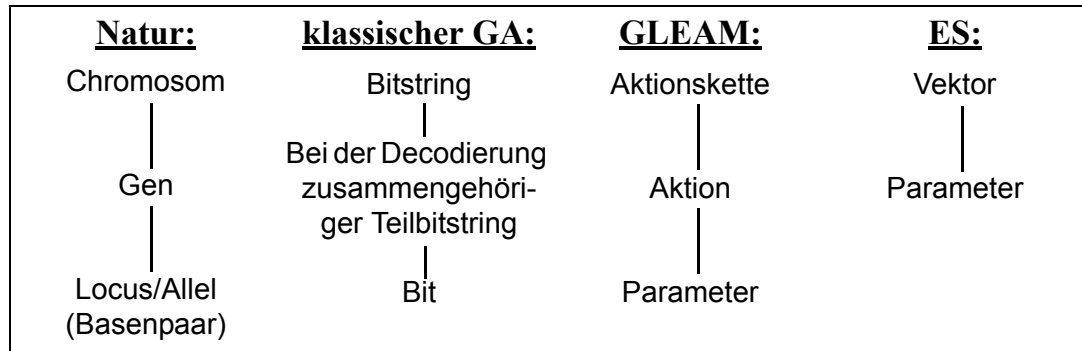 Natur: klassischer GA: GLEAM: ES:
Chromosom Bitstring Aktionskette Vektor
Bei der Decodierung
Gen zusammengehöri- Aktion Parameter
ger Teilbitstring
Locus/Allel Bit Parameter
(Basenpaar)